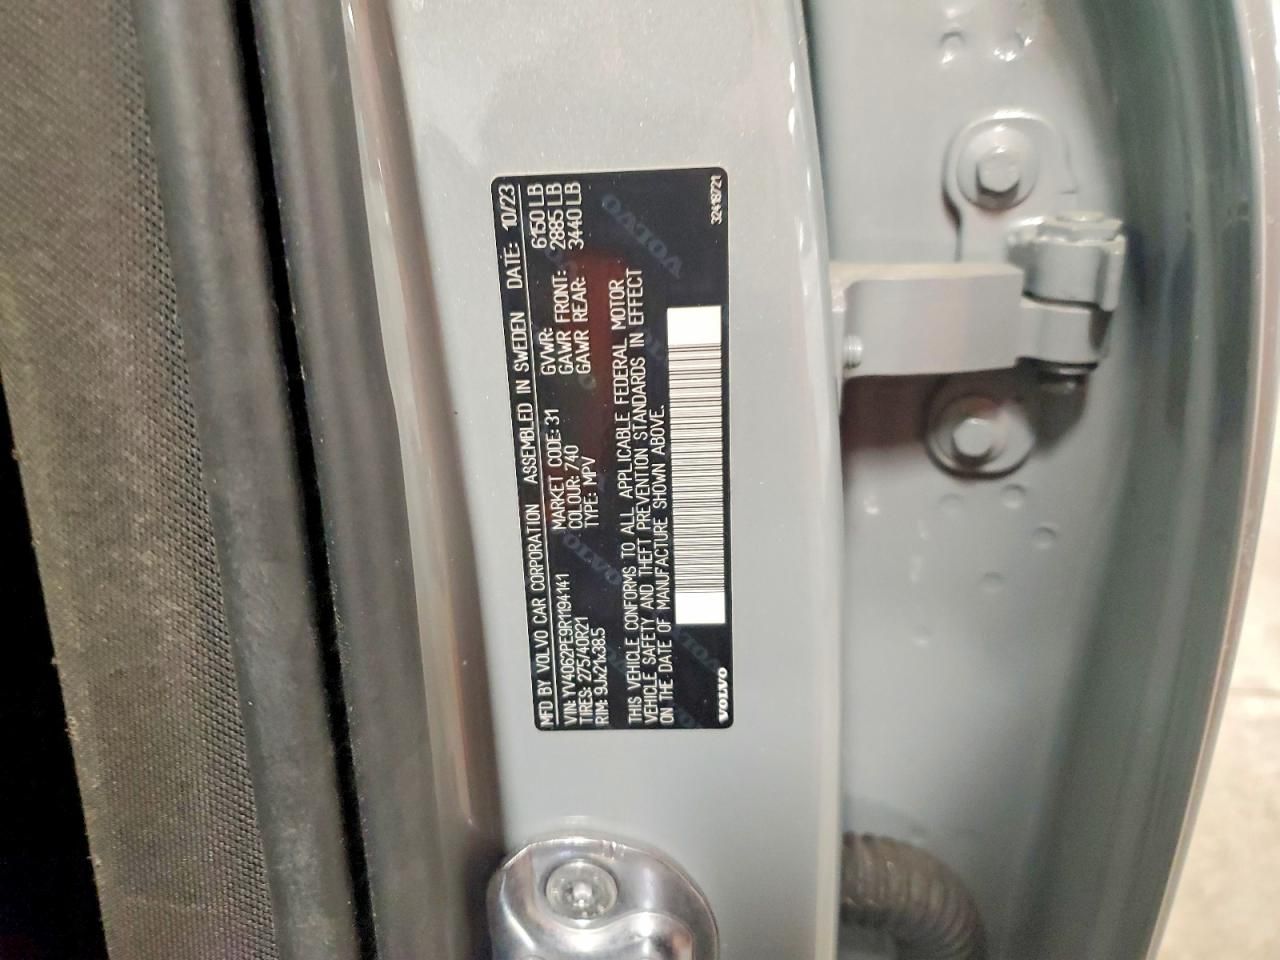 MFD BY VOLVO CAR CORPORATION ASSEMBLED IN SWEDEN DATE: 10/23
VIN: YV4062PE9R1194141 MARKET CODE: 31 GVWR: 6150 LB
TIRES: 275/40R21 COLOUR: 740 GAWR FRONT: 2885 LB
RIM: 9Jx21x38.5 TYPE: MPV GAWR REAR: 3440 LB
THIS VEHICLE CONFORMS TO ALL APPLICABLE FEDERAL MOTOR
VEHICLE SAFETY AND THEFT PREVENTION STANDARDS IN EFFECT
ON THE DATE OF MANUFACTURE SHOWN ABOVE.
VOLVO 32418721